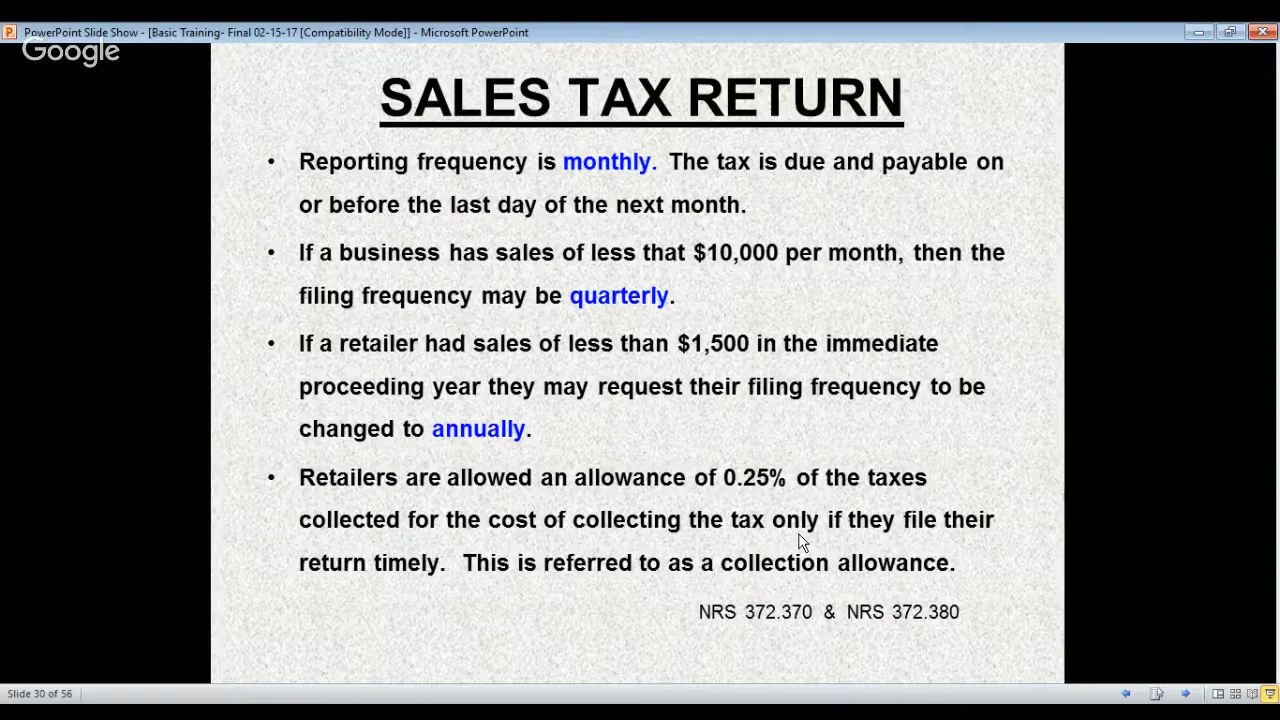 PowerPoint Slide Show - [Basic Training- Final 02-15-17 [Compatibility Mode]] - Microsoft PowerPoint
Google
SALES TAX RETURN
• Reporting frequency is monthly. The tax is due and payable on
or before the last day of the next month.
• If a business has sales of less that $10,000 per month, then the
filing frequency may be quarterly.
• If a retailer had sales of less than $1,500 in the immediate
proceeding year they may request their filing frequency to be
changed to annually.
• Retailers are allowed an allowance of 0.25% of the taxes
collected for the cost of collecting the tax only if they file their
return timely. This is referred to as a collection allowance.
NRS 372.370 & NRS 372.380
Slide 30 of 56